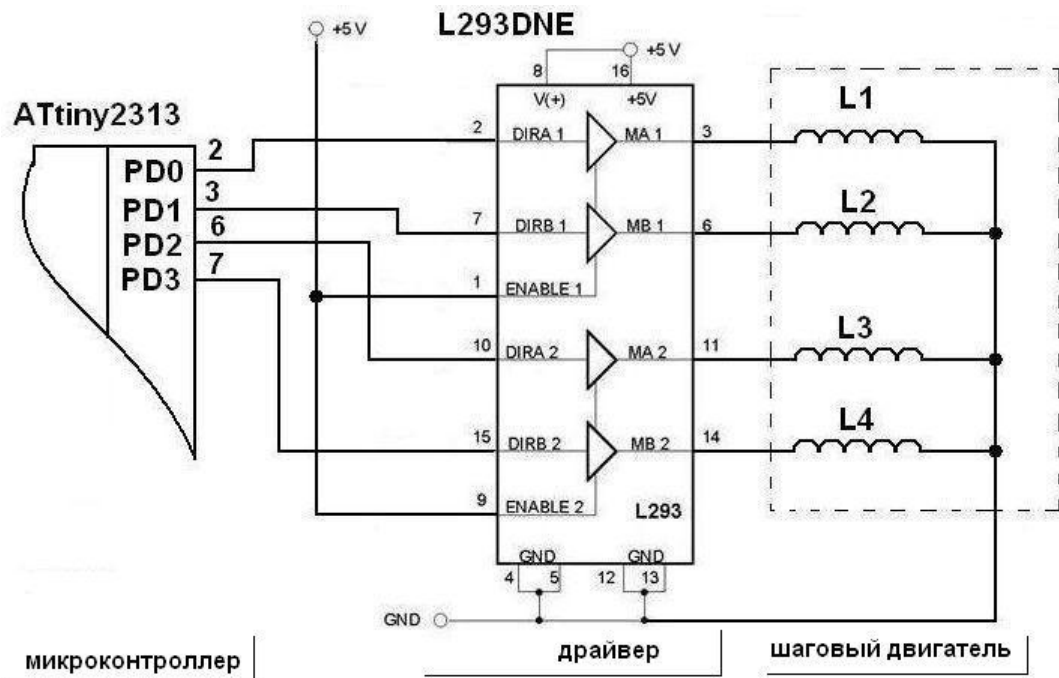 L293DNE
+5 V
+5 V
8 16
V(+) +5V
ATtiny2313
PD0 2
PD1 3
PD2 6
PD3 7
2 DIRA 1 MA 1 3
L1
7 DIRB 1 MB 1 6
L2
1 ENABLE 1
10 DIRA 2 MA 2 11
L3
15 DIRB 2 MB 2 14
L4
9 ENABLE 2
L293
GND GND
4 5 12 13
GND
микроконтроллер
драйвер
шаговый двигатель